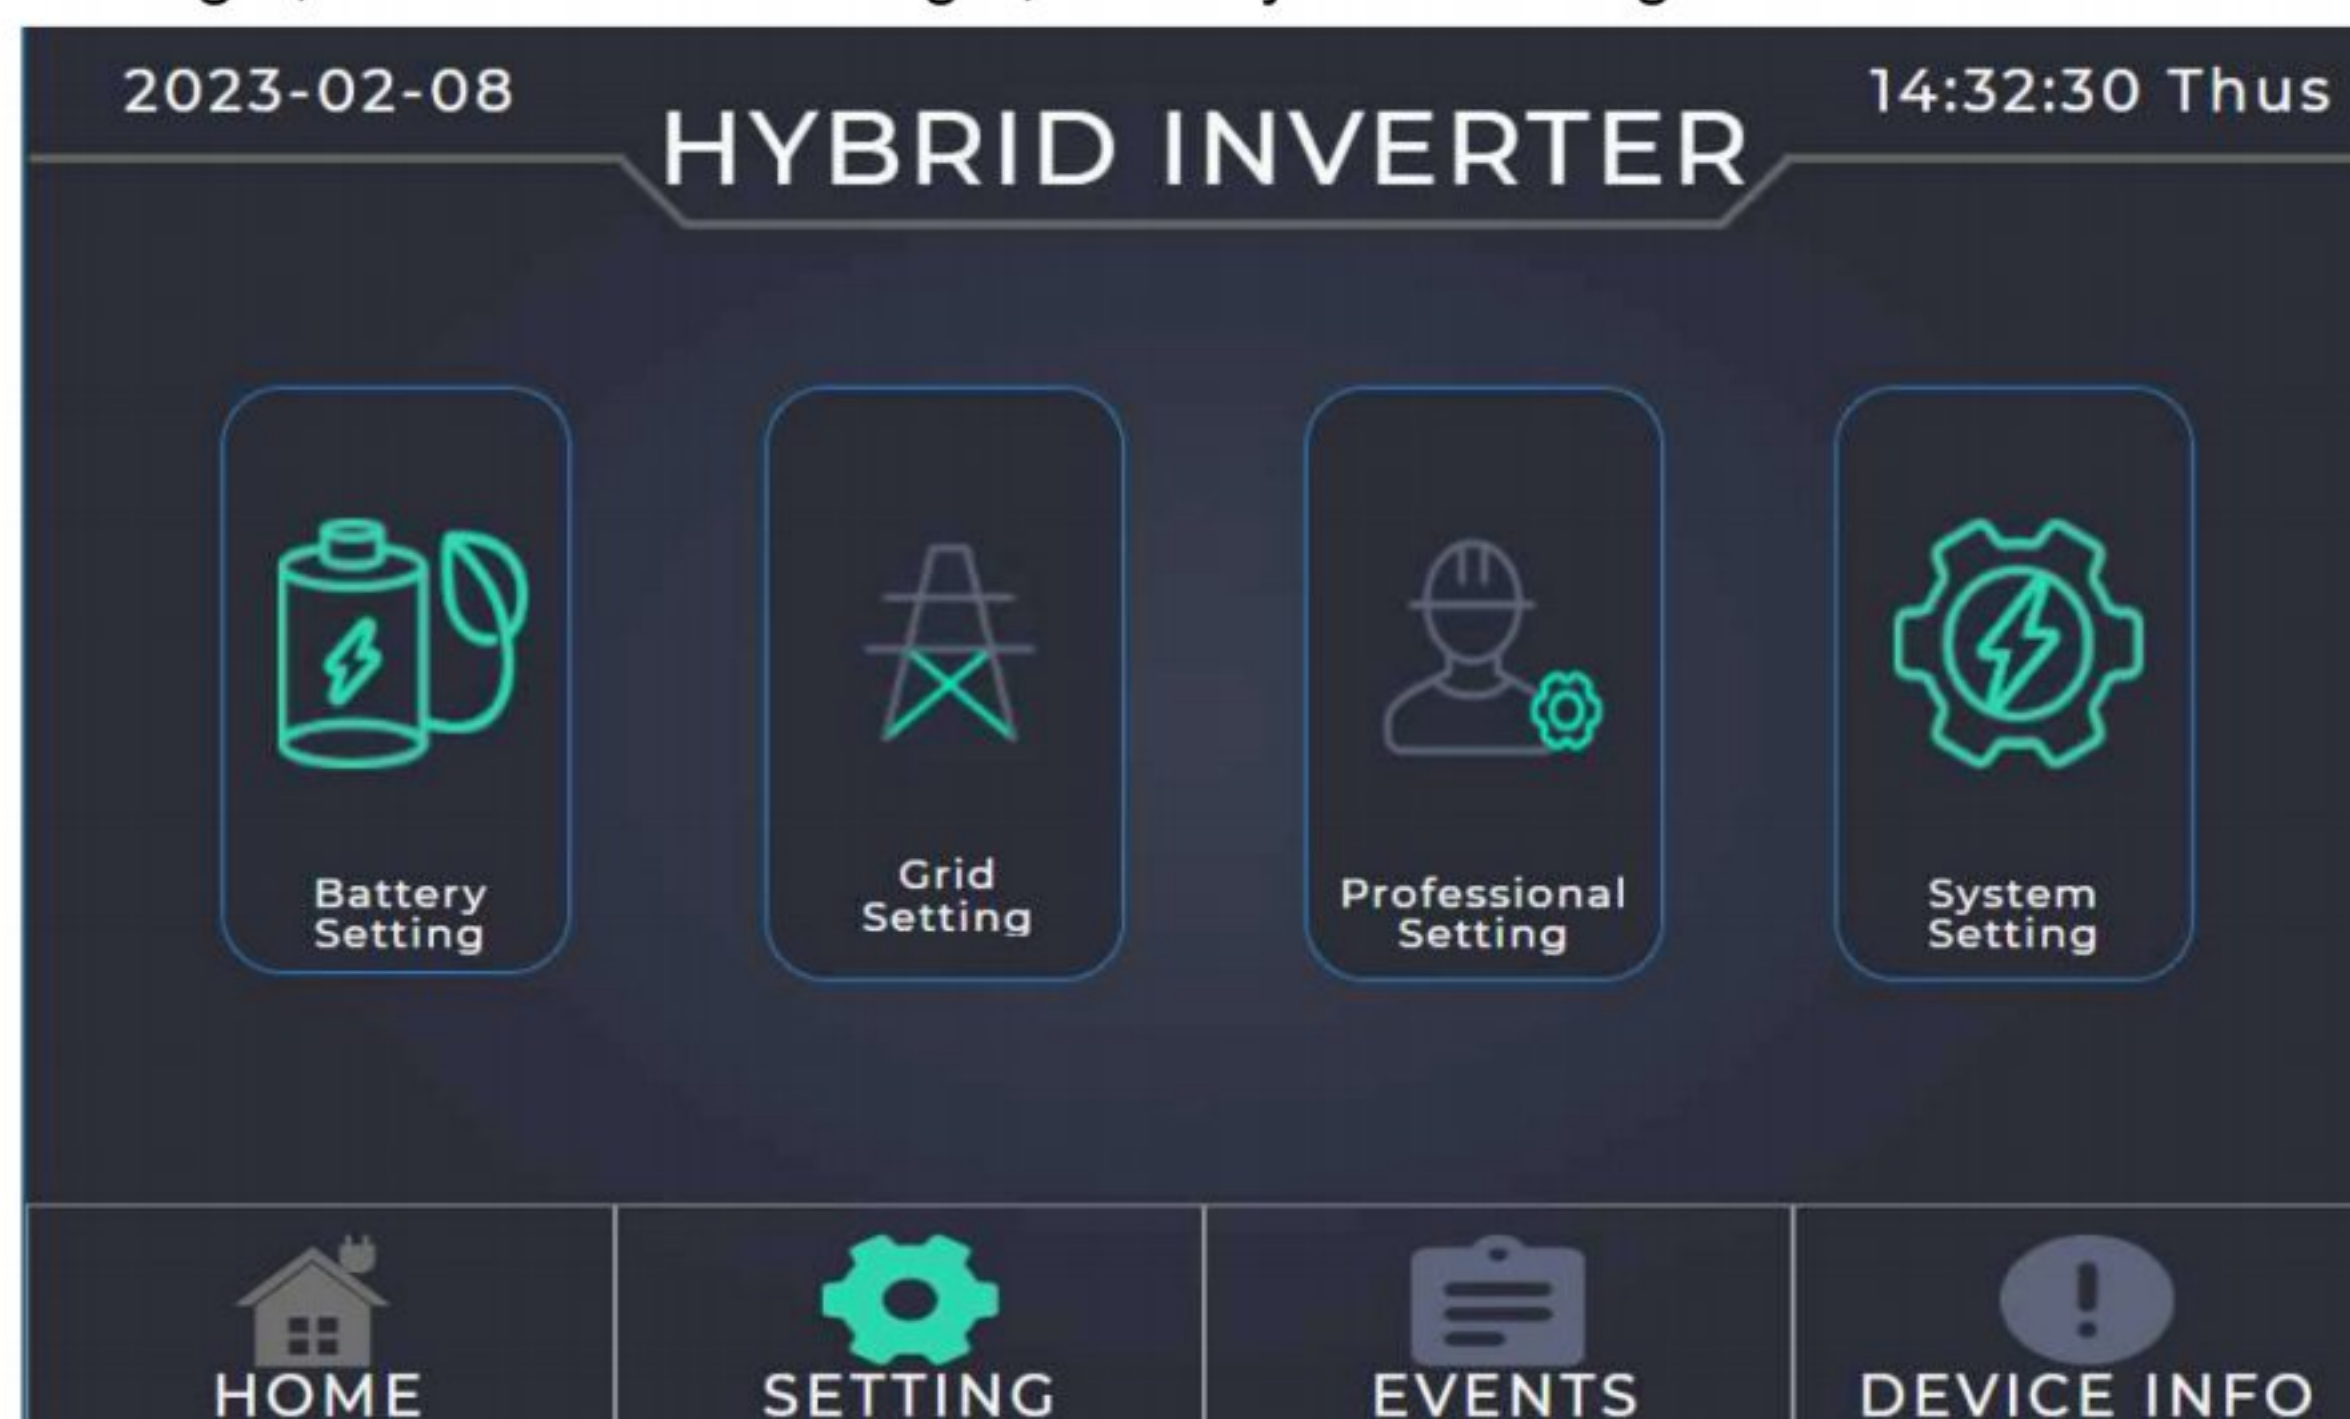 2023-02-08
HYBRID INVERTER
14:32:30 Thus
Battery
Setting
Grid
Setting
Professional
Setting
System
Setting
HOME
SETTING
EVENTS
DEVICE INFO